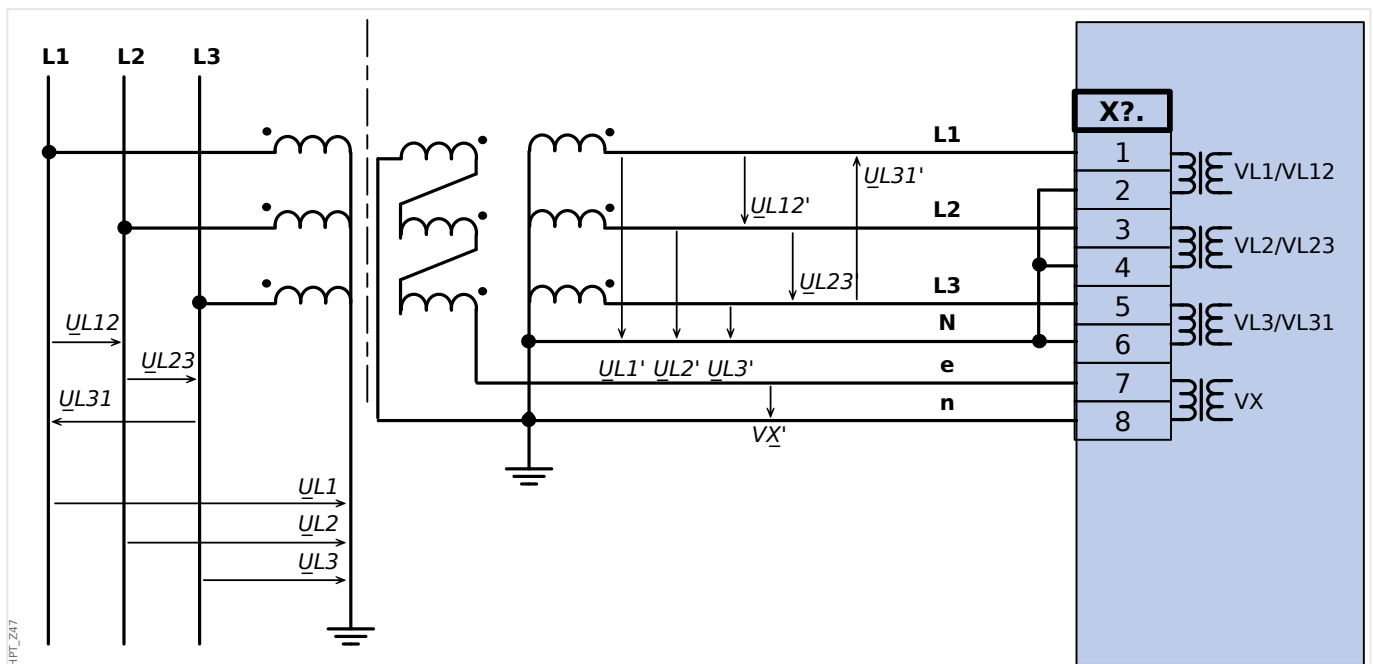 L1 L2 L3
X?.
L1
1
VL1/VL12
UL31'
2
UL12'
L2
3
VL2/VL23
4
UL23'
L3
5
UL12
N
VL3/VL31
6
UL23
UL1' UL2' UL3'
e
7
UL31
n
VX
8
VX'
UL1
UL2
UL3
HPT_Z47